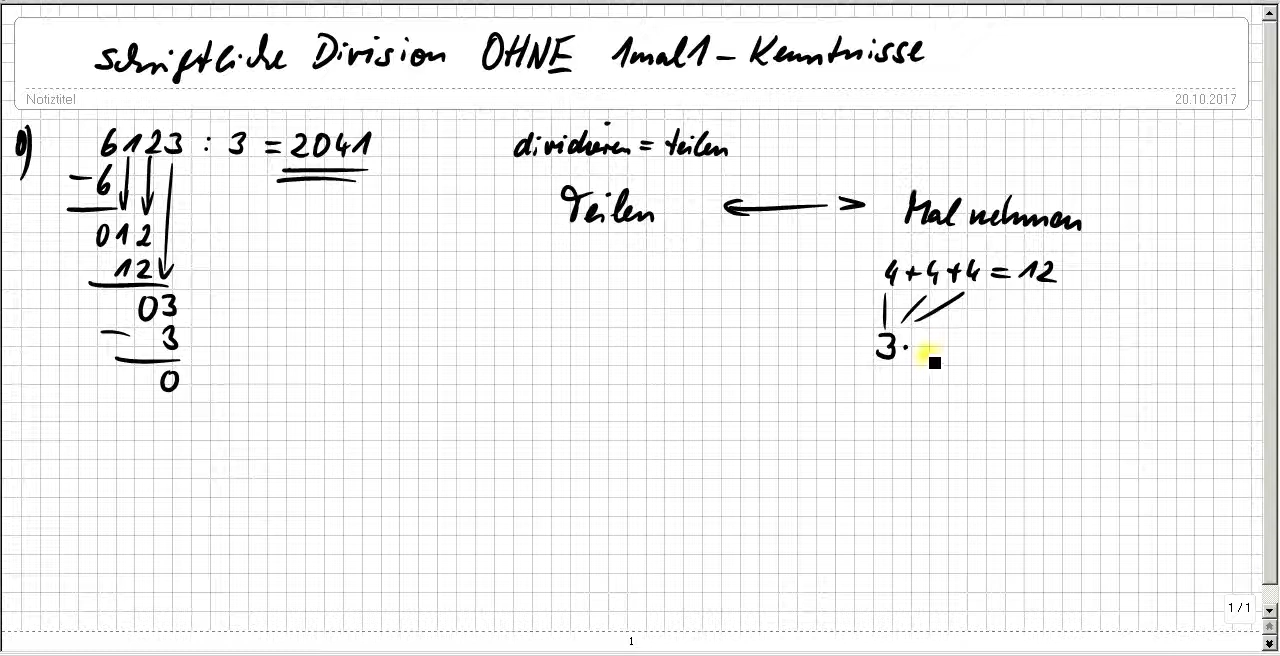 schriftliche Division OHNE 1mal1 - Kenntnisse
Notiztitel
20.10.2017
0) 6123 : 3 = 2041
-6
012
12
03
- 3
0
dividieren = teilen
Teilen <-> Mal nehmen
4+4+4=12
3·
1/1
1